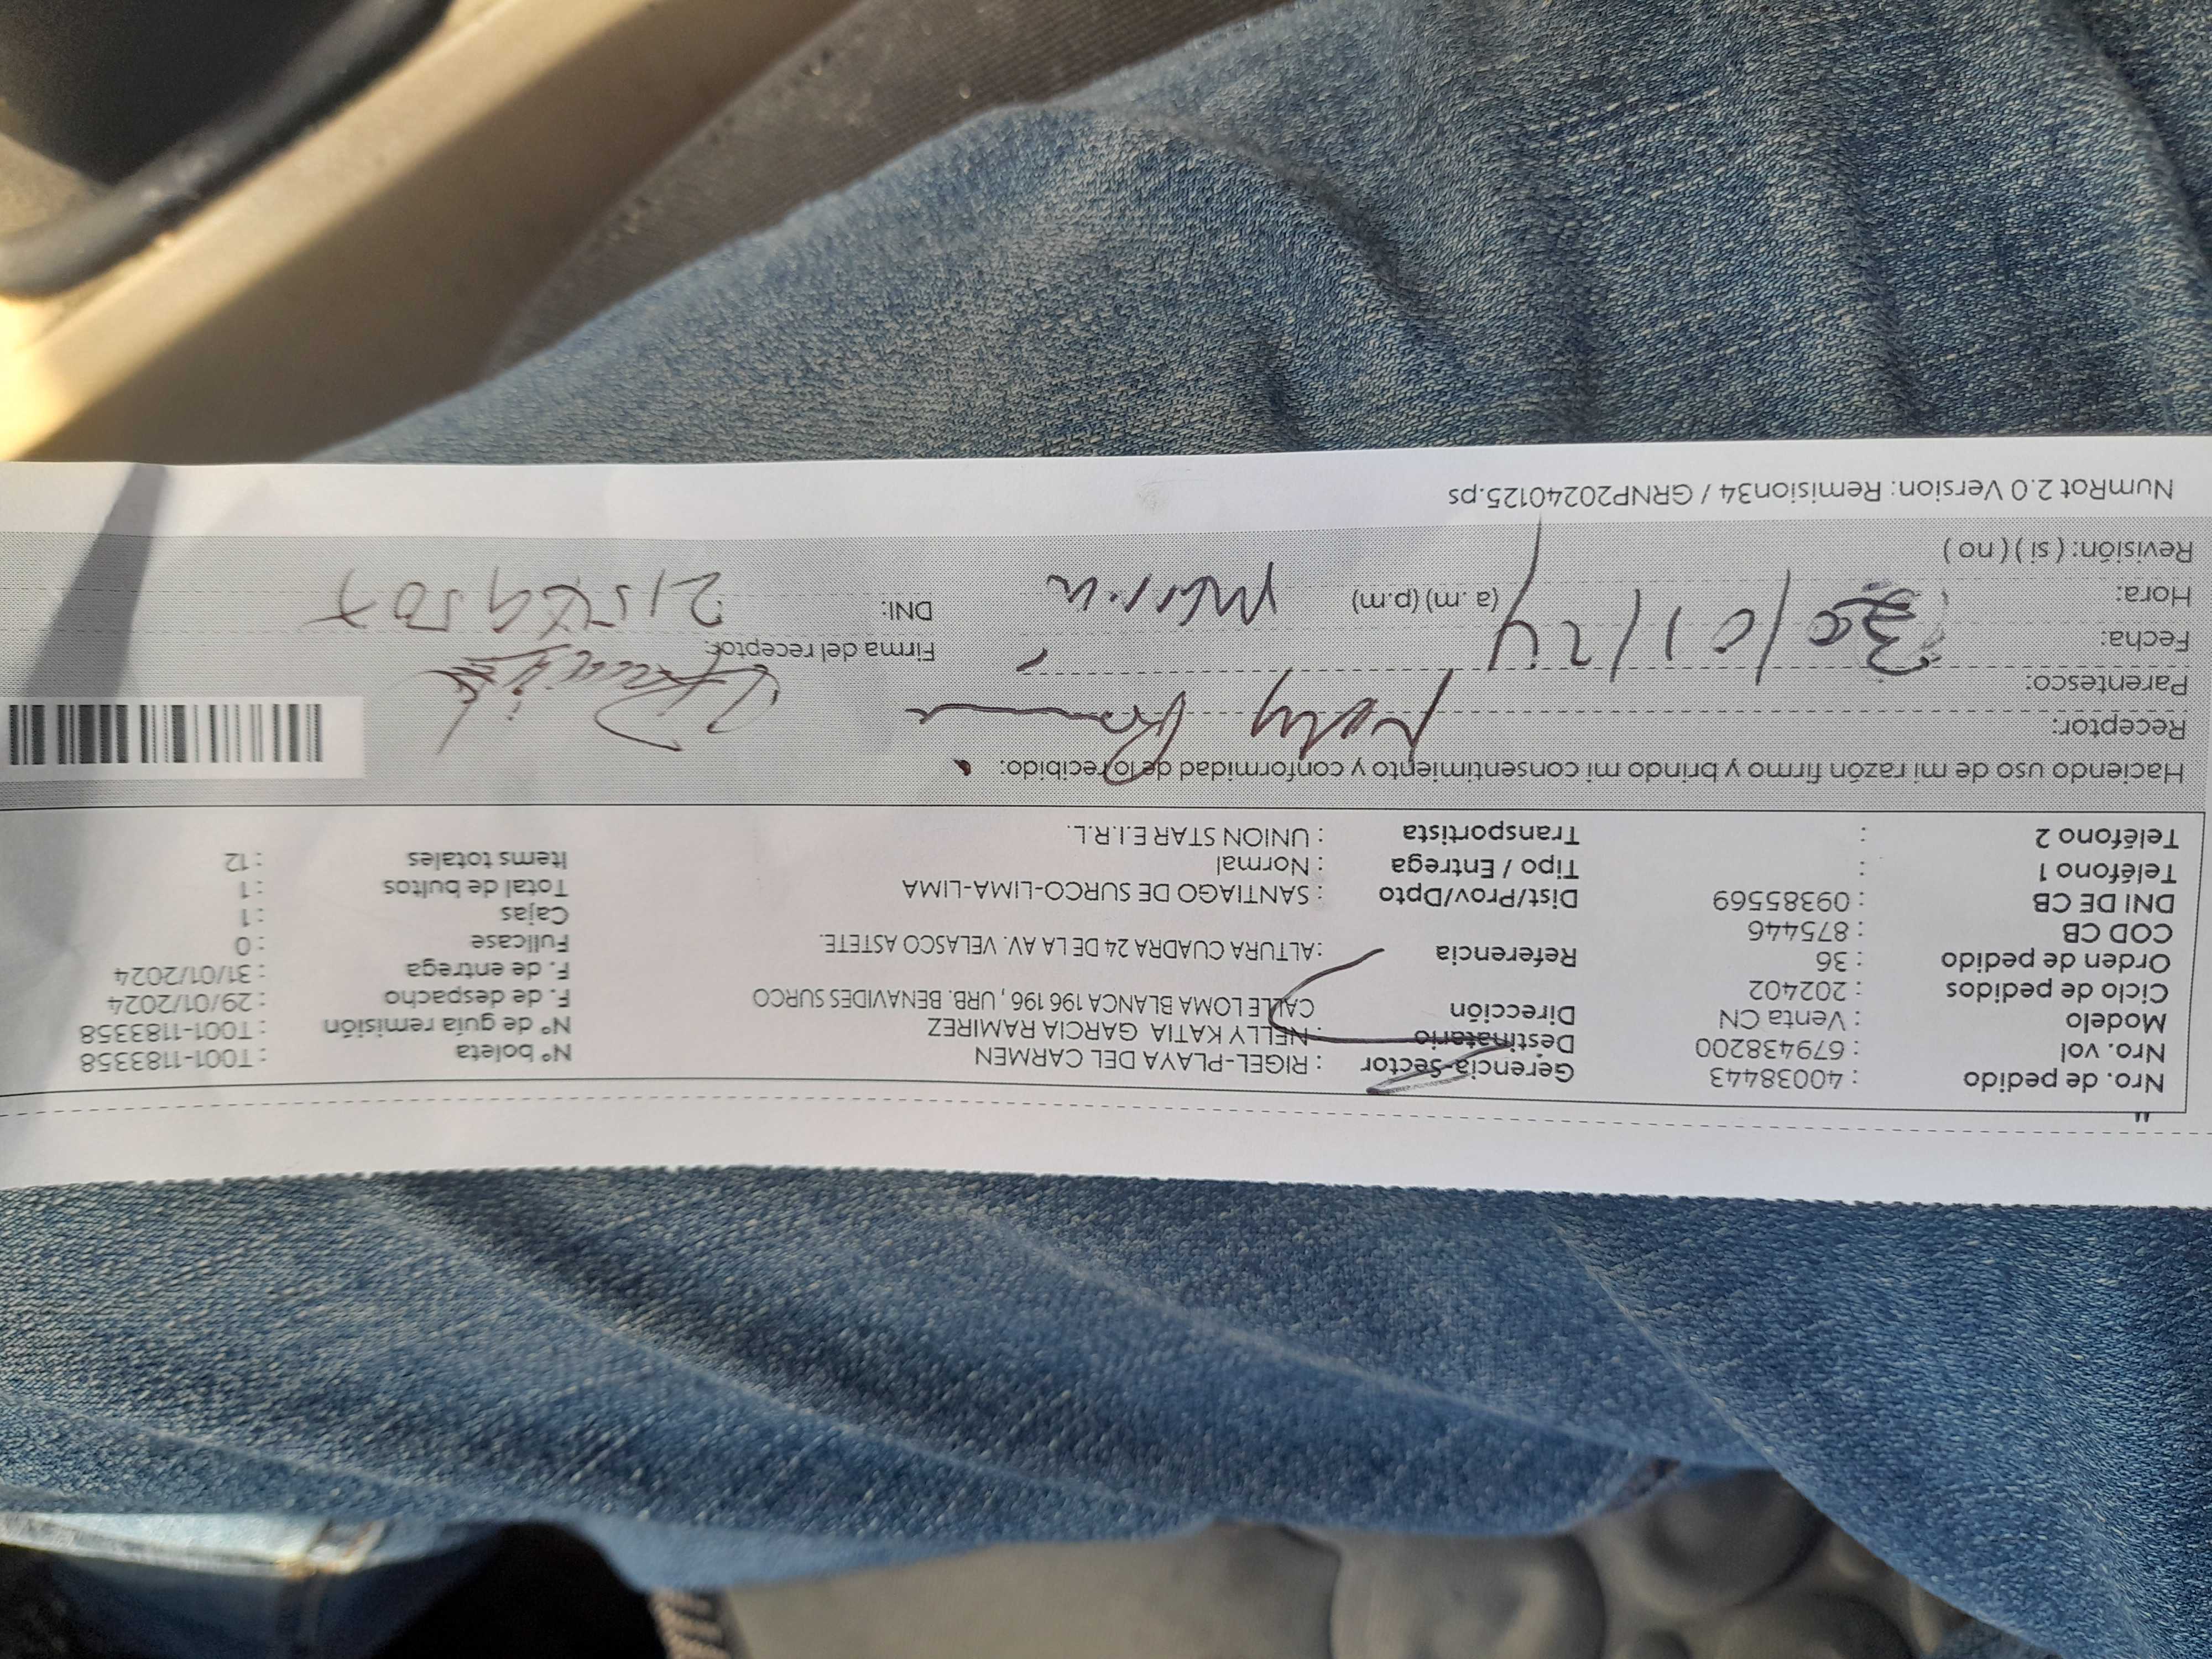 Nro. de pedido : 40038443 Gerencia-Sector : RIGEL-PLAYA DEL CARMEN N° boleta : T001-1183358
Nro. vol : 679438200 Destinatario : NELLY KATIA GARCIA RAMIREZ N° de guía remisión : T001-1183358
Modelo : Venta CN Dirección CALLE LOMA BLANCA 196 196 , URB. BENAVIDES SURCO F. de despacho : 29/01/2024
Ciclo de pedidos : 202402 F. de entrega : 31/01/2024
Orden de pedido : 36 Referencia : ALTURA CUADRA 24 DE LA AV. VELASCO ASTETE. Fullcase : 0
COD CB : 875446 Cajas : 1
DNI DE CB : 09385569 Dist/Prov/Dpto : SANTIAGO DE SURCO-LIMA-LIMA Total de bultos : 1
Teléfono 1 : Tipo / Entrega : Normal Items totales : 12
Teléfono 2 : Transportista : UNION STAR E.I.R.L.
Haciendo uso de mi razón firmo y brindo mi consentimiento y conformidad de lo recibido:
Receptor:
Parentesco:
Fecha: 30/01/24 Firma del receptor:
Hora: (a.m) (p.m) DNI:
Revisión: ( si ) ( no )
NumRot 2.0 Version: Remision34 / GRNP20240125.ps